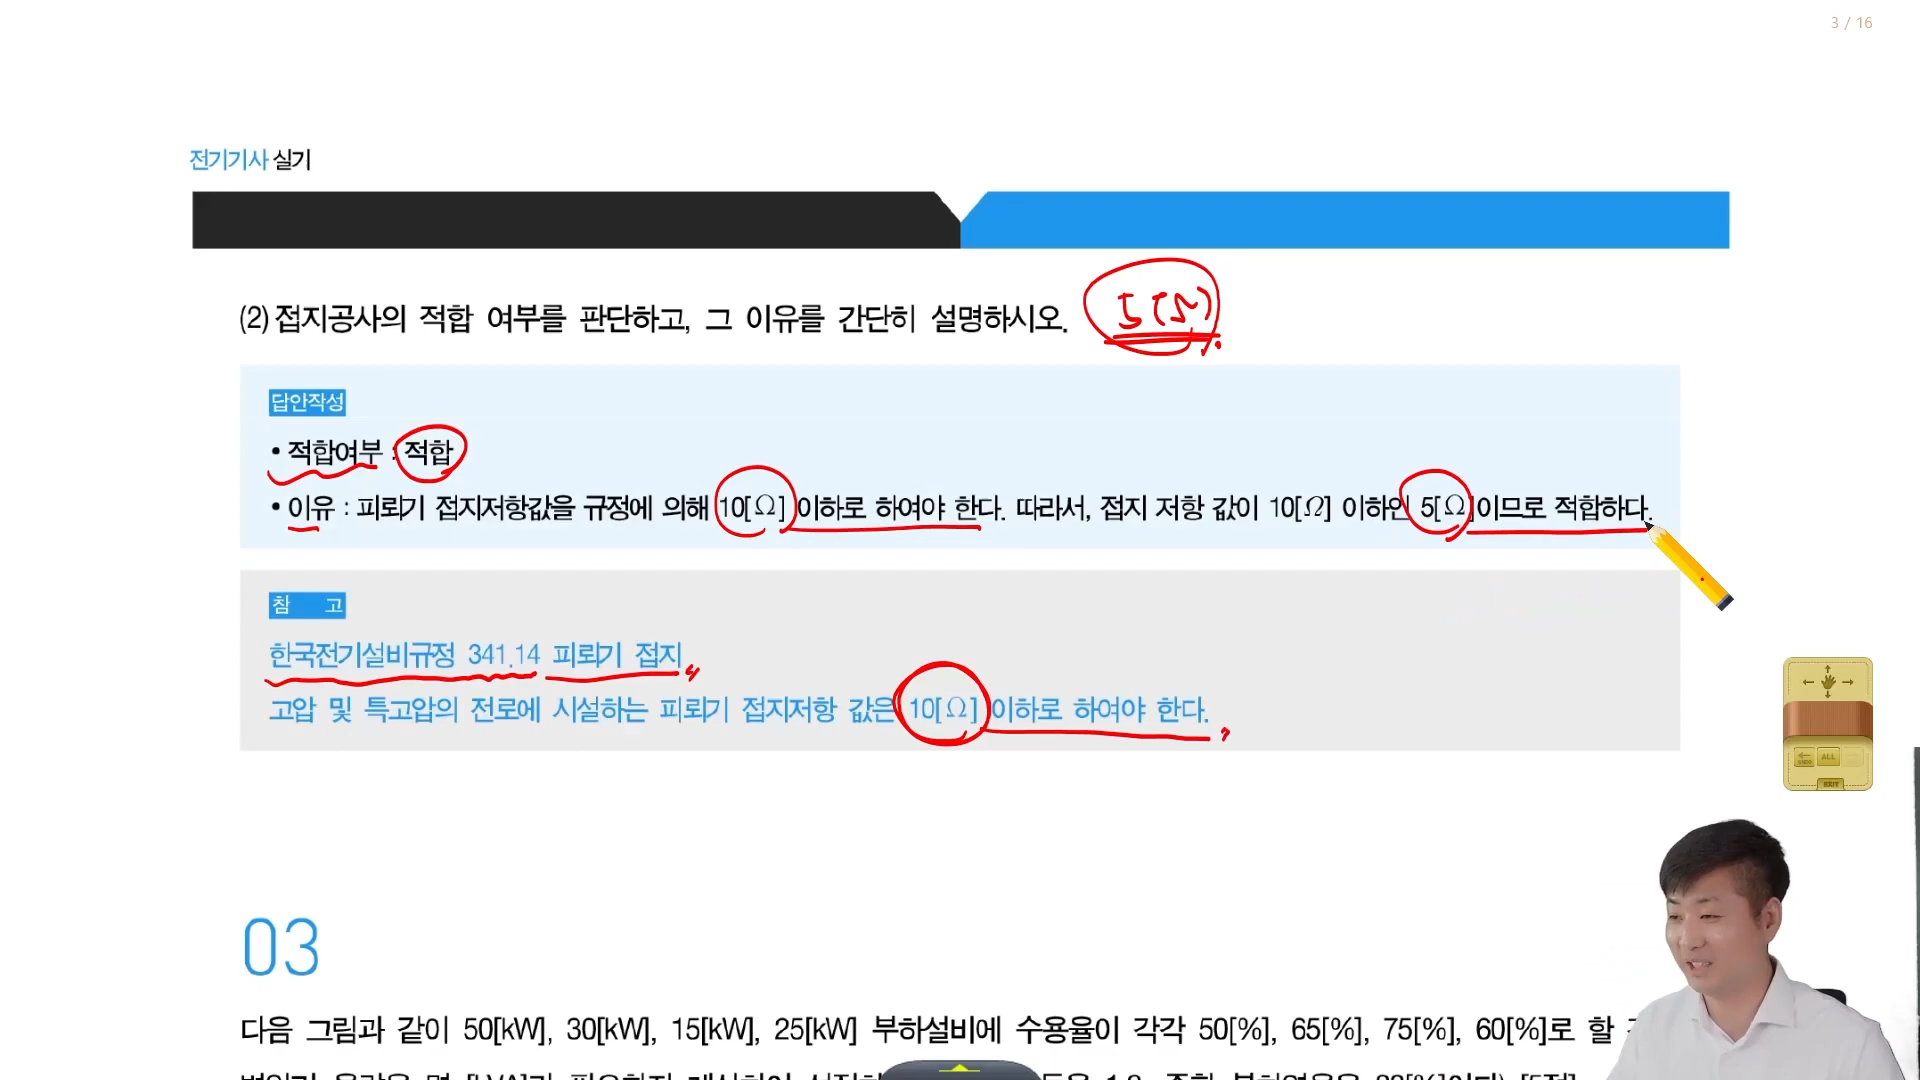 3 / 16
전기기사 실기
(2) 접지공사의 적합 여부를 판단하고, 그 이유를 간단히 설명하시오. 5(Ω)
답안작성
• 적합여부 : 적합
• 이유 : 피뢰기 접지저항값을 규정에 의해 10[Ω] 이하로 하여야 한다. 따라서, 접지 저항 값이 10[Ω] 이하인 5[Ω]이므로 적합하다.
참 고
한국전기설비규정 341.14 피뢰기 접지
고압 및 특고압의 전로에 시설하는 피뢰기 접지저항 값은 10[Ω] 이하로 하여야 한다.
ALL
EXIT
03
다음 그림과 같이 50[kW], 30[kW], 15[kW], 25[kW] 부하설비에 수용율이 각각 50[%], 65[%], 75[%], 60[%]로 할